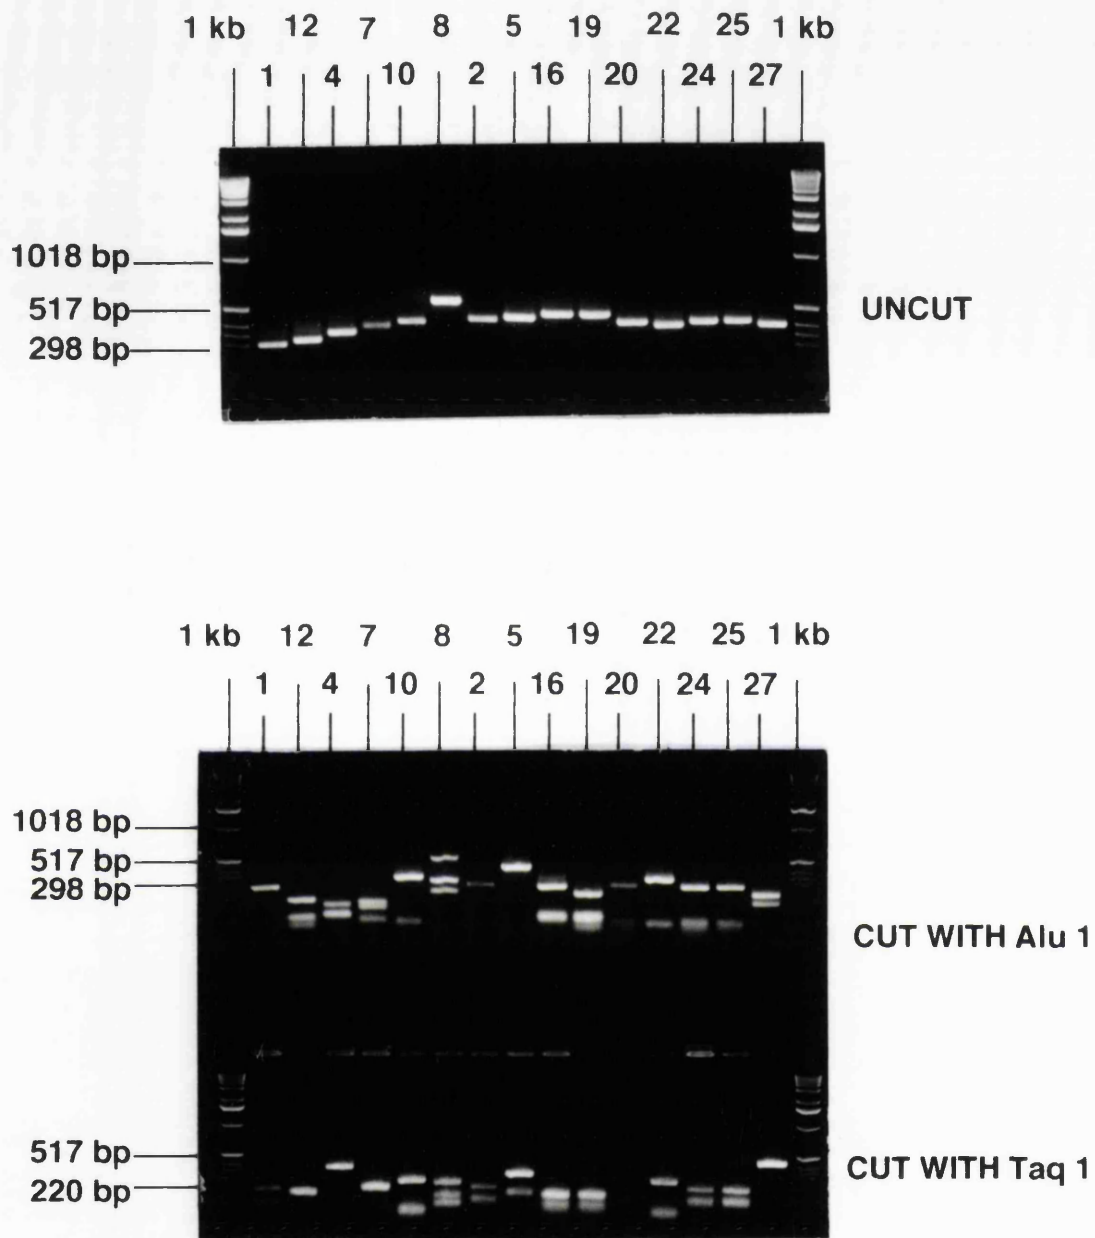 1 kb 12 7 8 5 19 22 25 1 kb
1 4 10 2 16 20 24 27
1018 bp
517 bp
298 bp
UNCUT
1 kb 12 7 8 5 19 22 25 1 kb
1 4 10 2 16 20 24 27
1018 bp
517 bp
298 bp
CUT WITH Alu 1
517 bp
220 bp
CUT WITH Taq 1